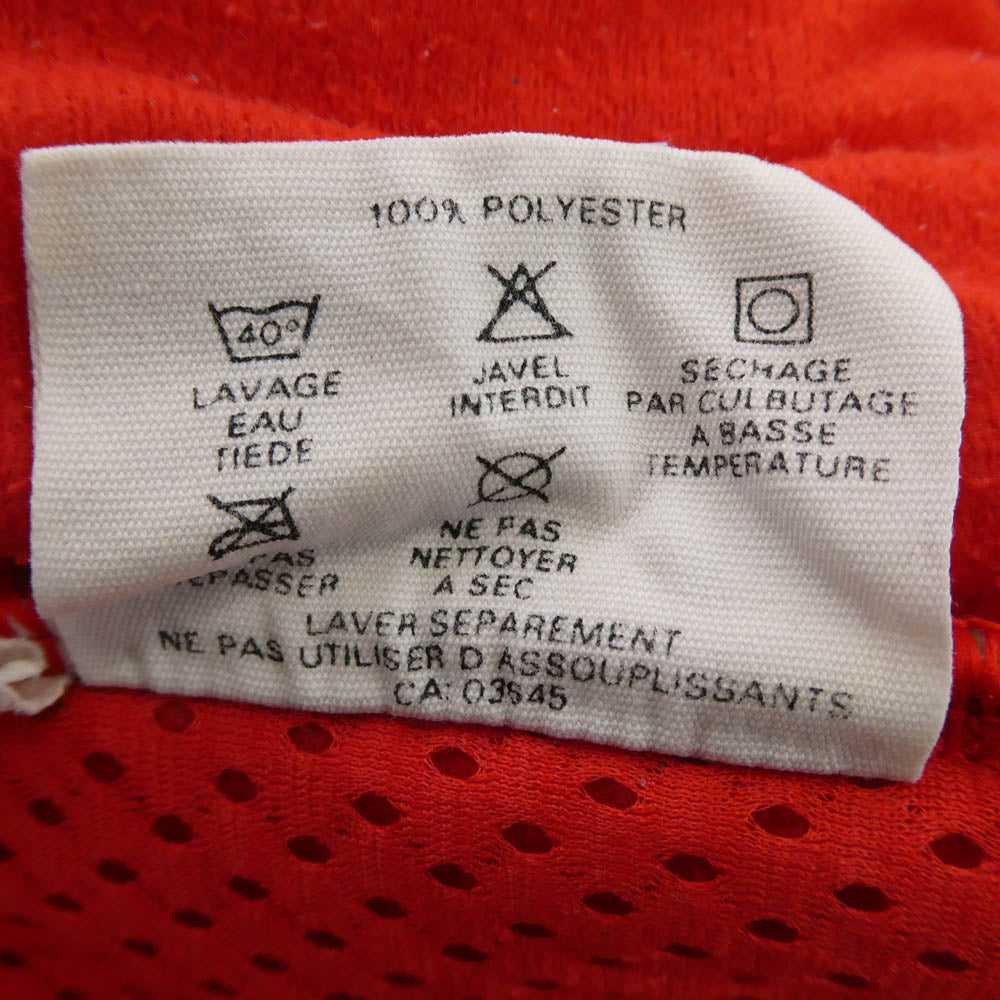 100% POLYESTER
40°
LAVAGE
EAU
TIEDE
JAVEL
INTERDIT
SECHAGE
PAR CULBUTAGE
A BASSE
TEMPERATURE
PAS
NE PAS
NETTOYER
A SEC
LAVER SEPAREMENT
NE PAS UTILISER D ASSOUPLISSANTS
CA: 03645